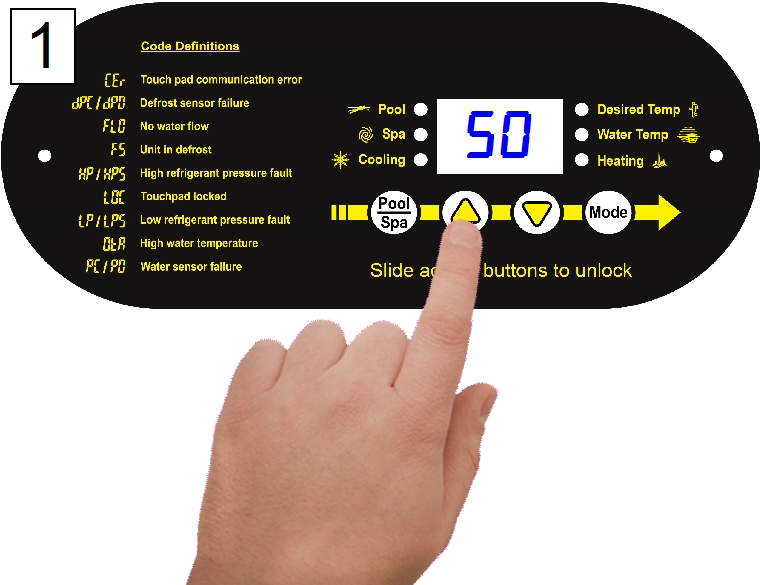 1
Code Definitions
CEr Touch pad communication error
dPC/dPO Defrost sensor failure
FLO No water flow
FS Unit in defrost
HP/HPS High refrigerant pressure fault
LOC Touchpad locked
LP/LPS Low refrigerant pressure fault
OtA High water temperature
PC/PO Water sensor failure
Pool
Spa
Cooling
50
Desired Temp
Water Temp
Heating
Pool
Spa
Mode
Slide buttons to unlock